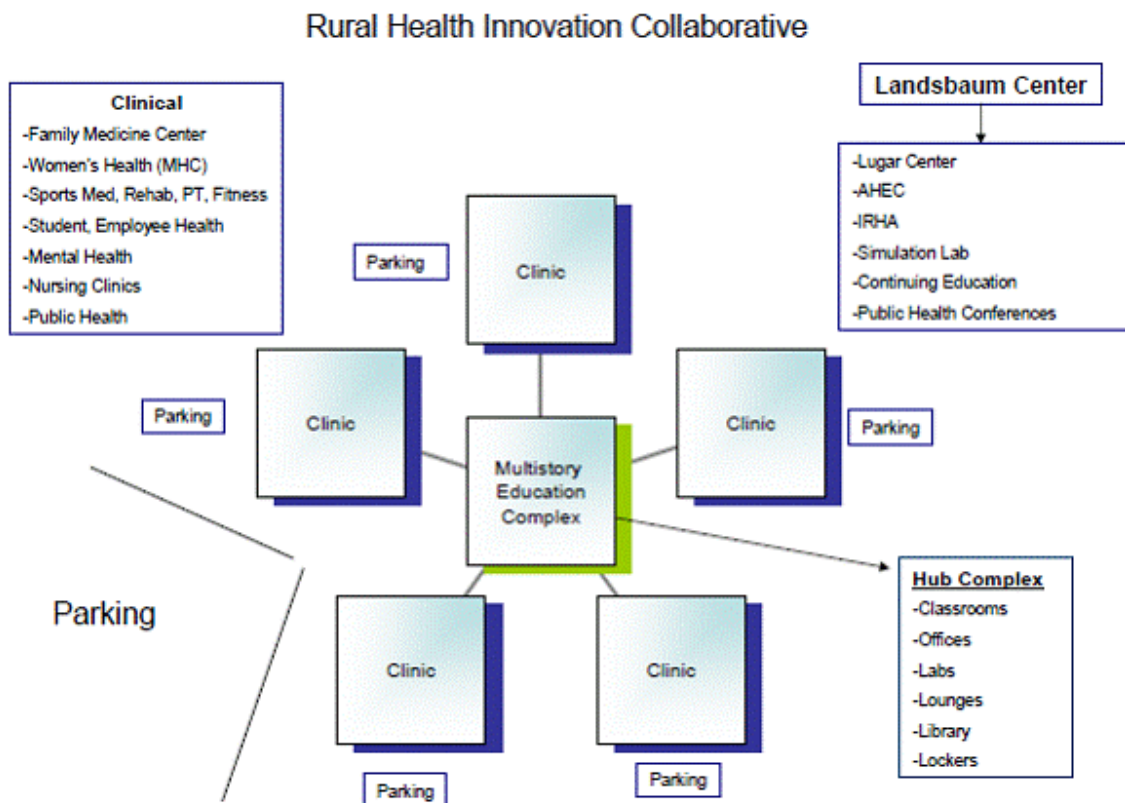 Rural Health Innovation Collaborative
Clinical
-Family Medicine Center
-Women's Health (MHC)
-Sports Med, Rehab, PT, Fitness
-Student, Employee Health
-Mental Health
-Nursing Clinics
-Public Health
Landsbaum Center
-Lugar Center
-AHEC
-IRHA
-Simulation Lab
-Continuing Education
-Public Health Conferences
Parking
Clinic
Parking
Clinic
Clinic
Parking
Multistory
Education
Complex
Parking
Clinic
Clinic
Hub Complex
-Classrooms
-Offices
-Labs
-Lounges
-Library
-Lockers
Parking
Parking